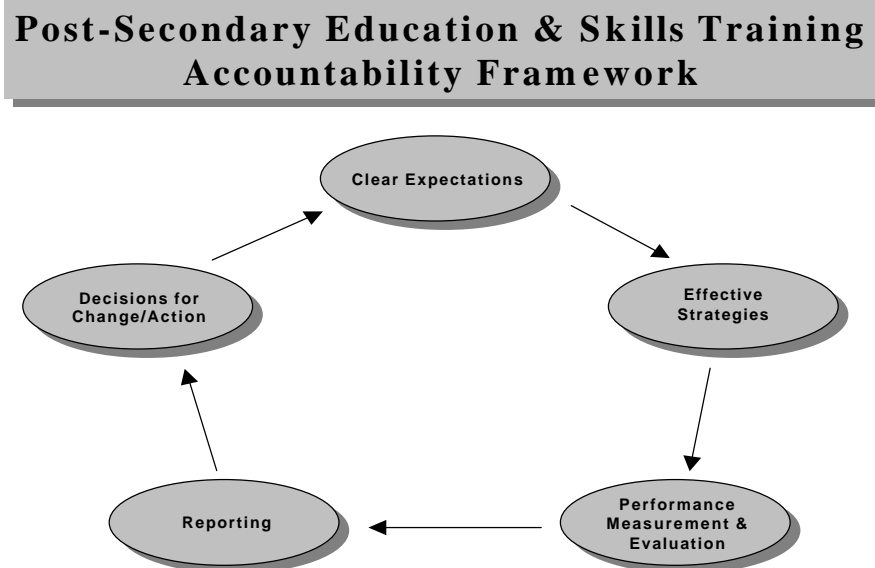 Post-Secondary Education & Skills Training
Accountability Framework
Clear Expectations
Effective
Strategies
Performance
Measurement &
Evaluation
Reporting
Decisions for
Change/Action